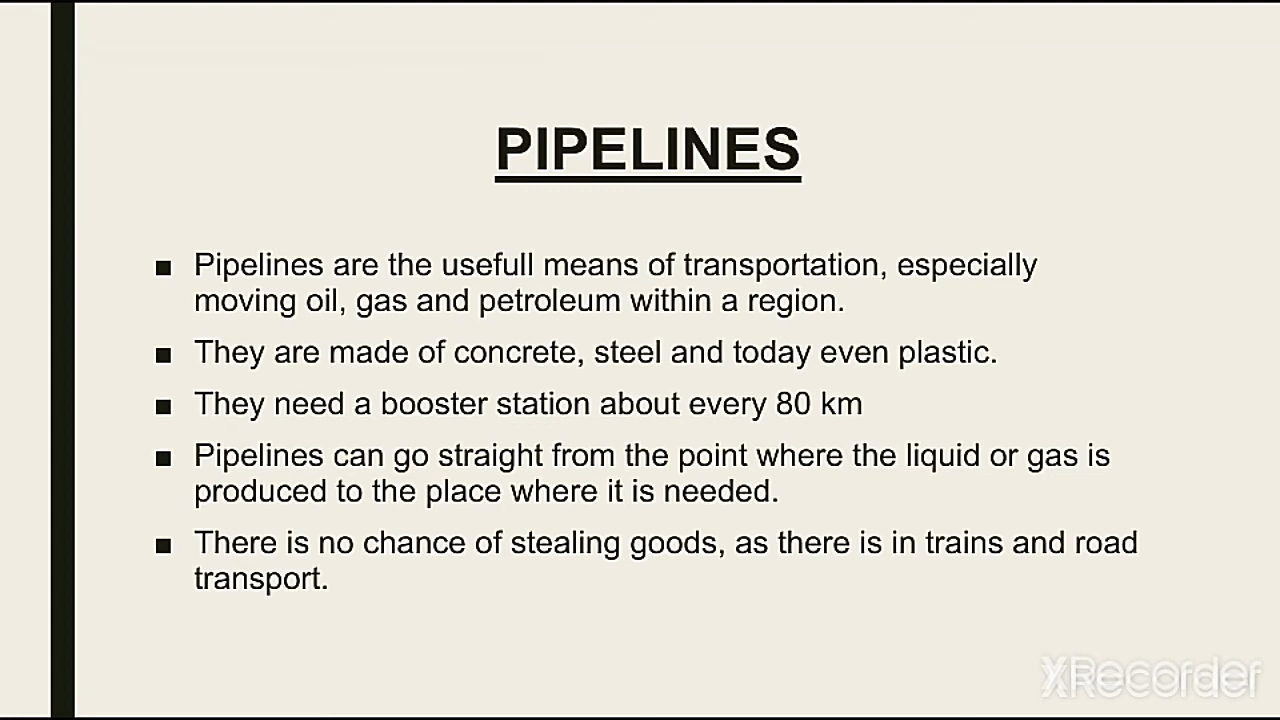 PIPELINES
■ Pipelines are the usefull means of transportation, especially
moving oil, gas and petroleum within a region.
■ They are made of concrete, steel and today even plastic.
■ They need a booster station about every 80 km
■ Pipelines can go straight from the point where the liquid or gas is
produced to the place where it is needed.
■ There is no chance of stealing goods, as there is in trains and road
transport.
XRecorder